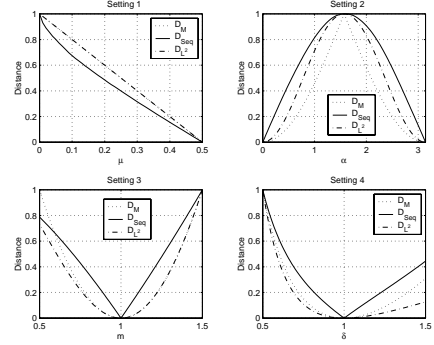 Setting 1
1
0.8
0.6
0.4
0.2
0
Distance
0 0.1 0.2 0.3 0.4 0.5
μ
D_M
D_Seq
D_L²
Setting 2
1
0.8
0.6
0.4
0.2
0
Distance
0 1 2 3
α
D_M
D_Seq
D_L²
Setting 3
1
0.8
0.6
0.4
0.2
0
Distance
0.5 1 1.5
m
D_M
D_Seq
D_L²
Setting 4
1
0.8
0.6
0.4
0.2
0
Distance
0.5 1 1.5
D_M
D_Seq
D_L²